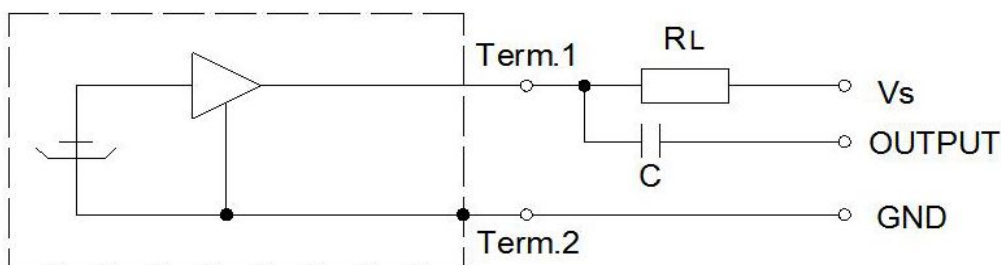 RL
Term.1
Vs
OUTPUT
C
GND
Term.2